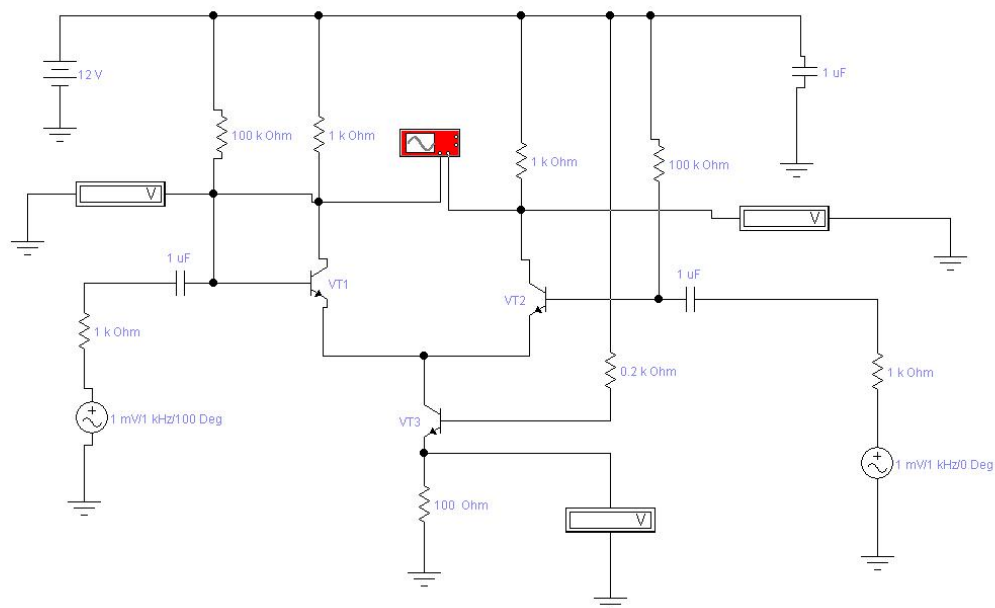 12 V
1 uF
100 k Ohm
1 k Ohm
1 k Ohm
100 k Ohm
V
V
1 uF
VT1
1 uF
VT2
1 k Ohm
0.2 k Ohm
1 k Ohm
1 mV/1 kHz/100 Deg
VT3
1 mV/1 kHz/0 Deg
100 Ohm
V